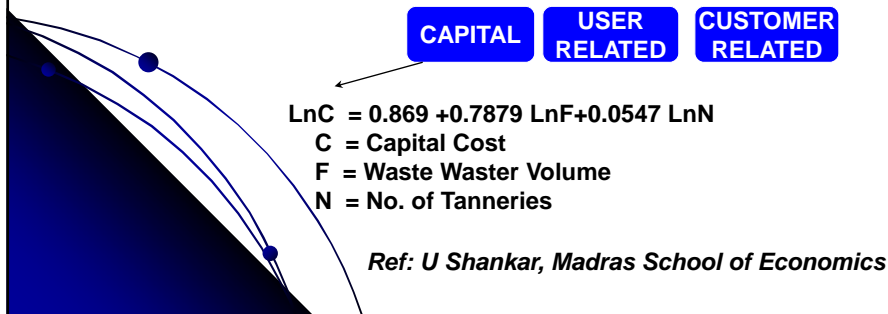 CAPITAL
USER
RELATED
CUSTOMER
RELATED
LnC = 0.869 +0.7879 LnF+0.0547 LnN
C = Capital Cost
F = Waste Waster Volume
N = No. of Tanneries
Ref: U Shankar, Madras School of Economics